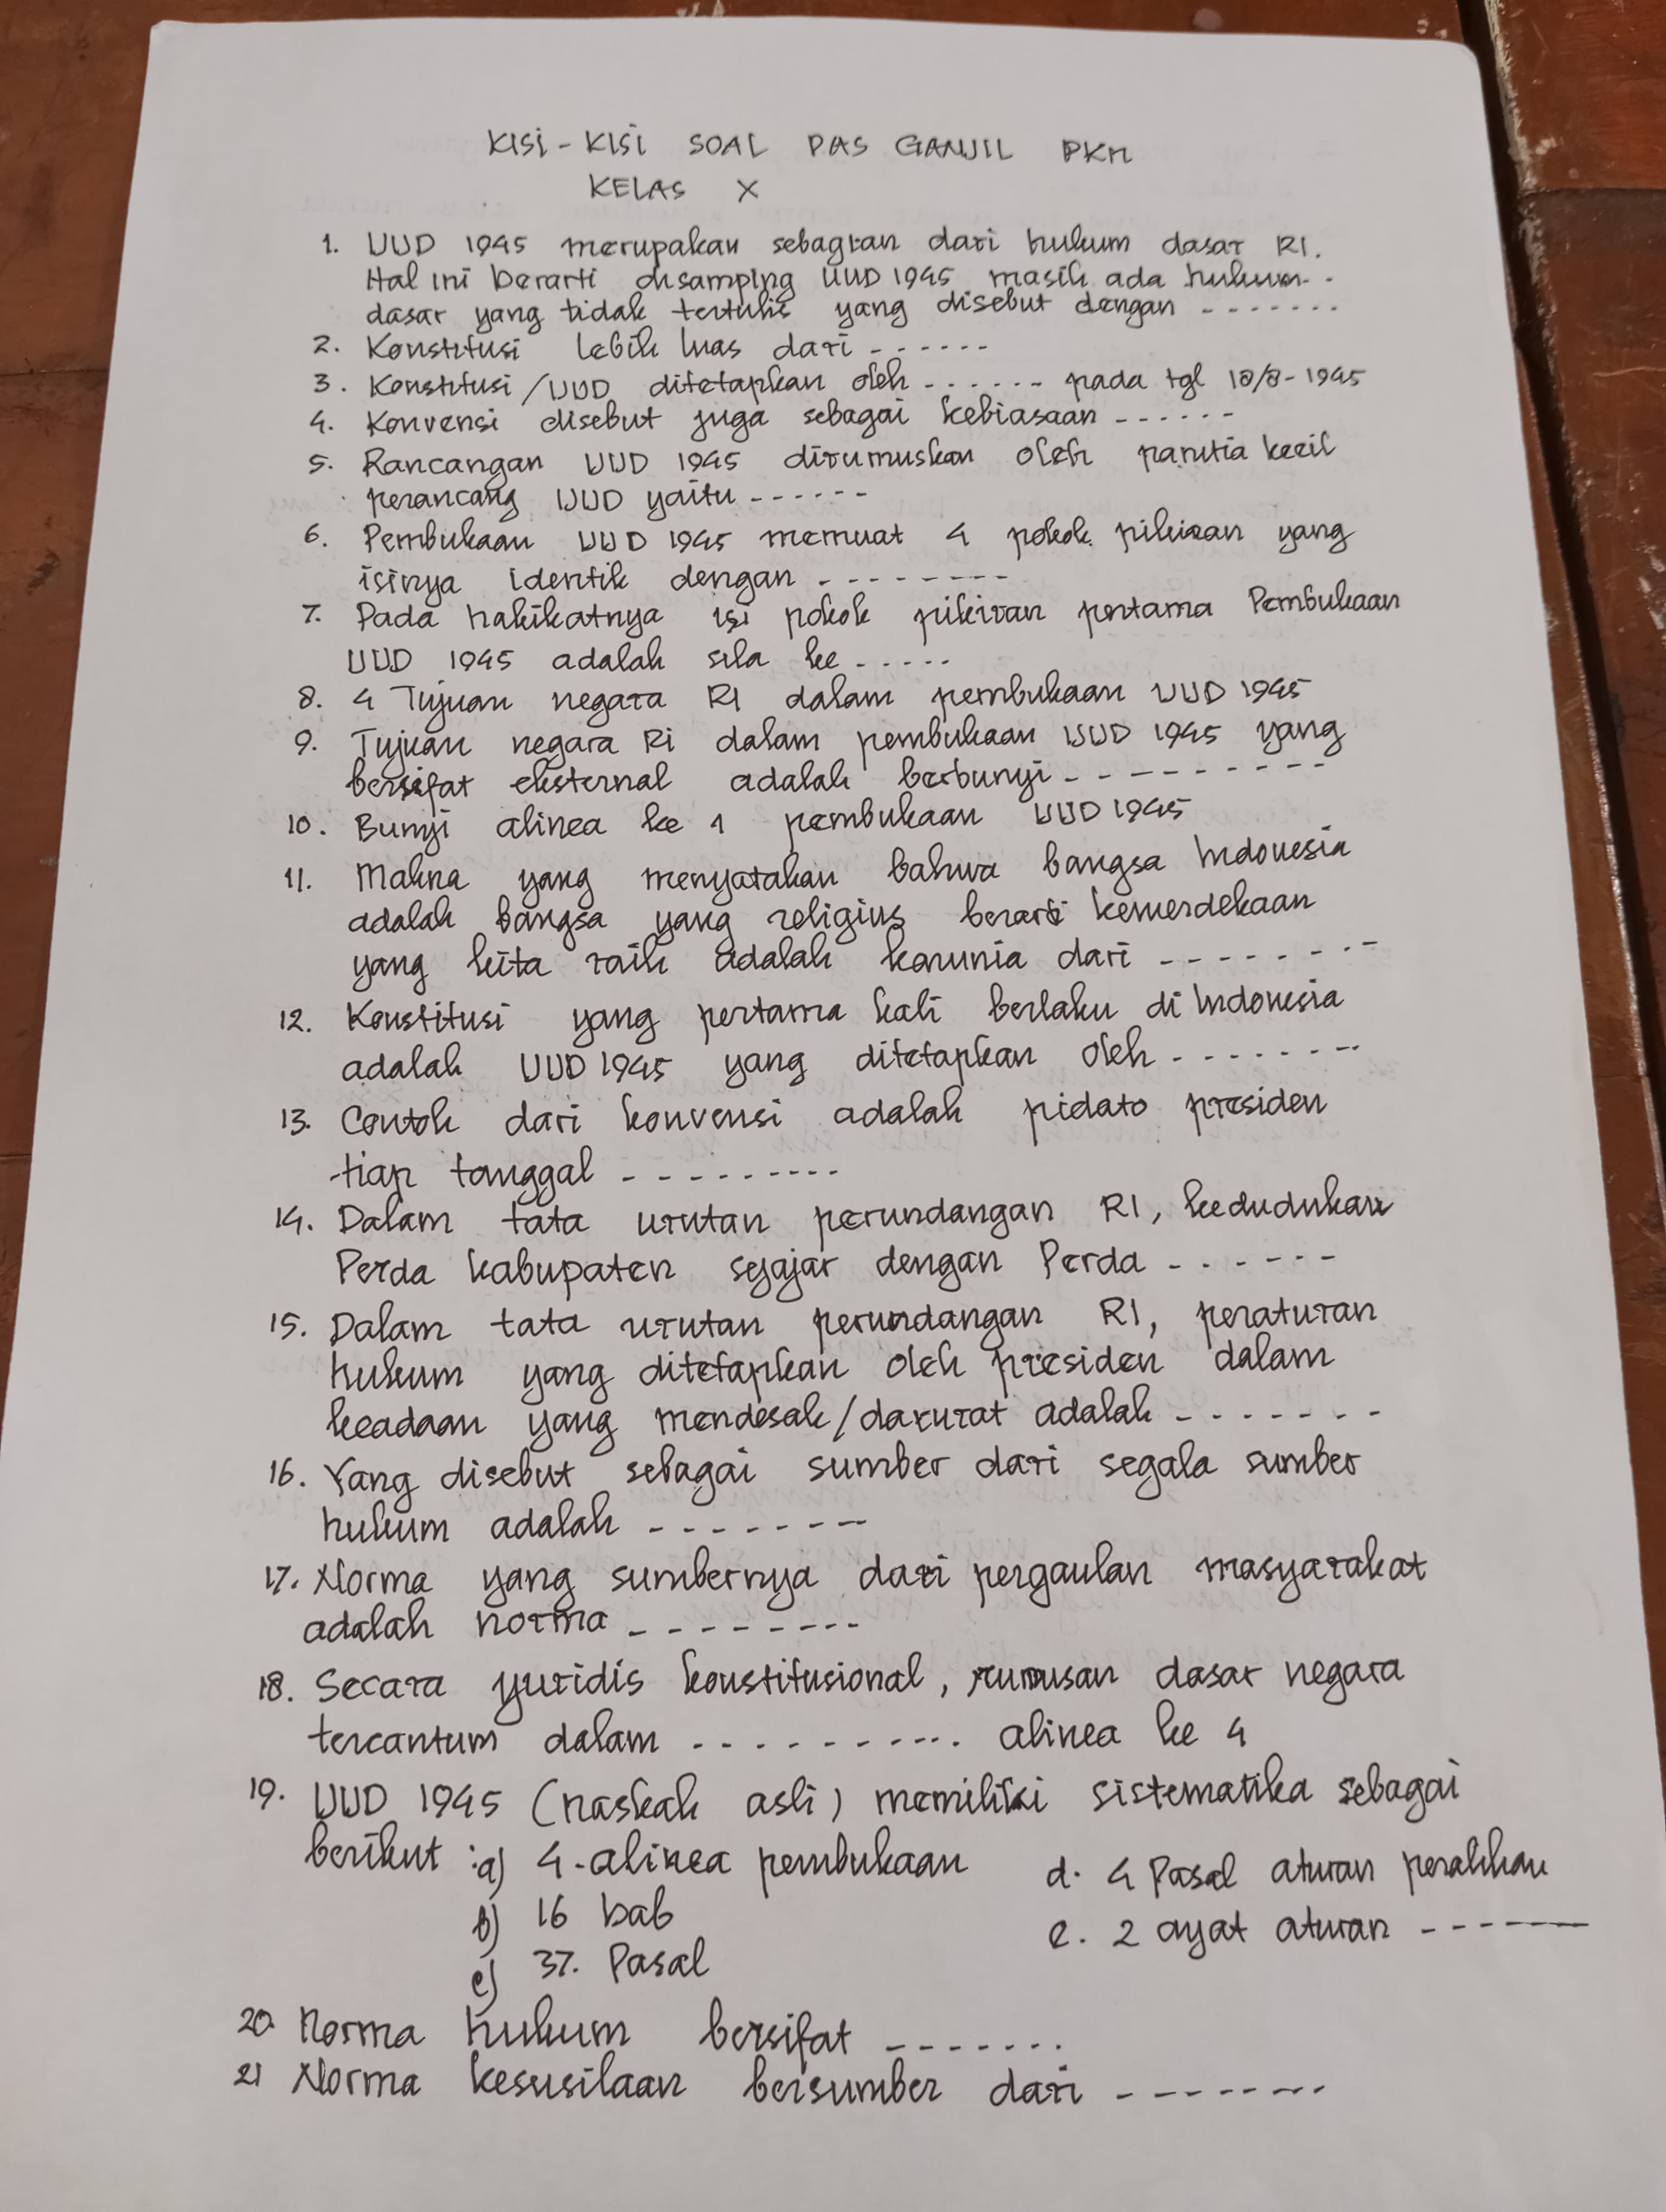 KISI - KISI SOAL PAS GANJIL PKn
KELAS X
1. UUD 1945 merupakan sebagian dari hukum dasar RI.
Hal ini berarti disamping UUD 1945 masih ada hukum - -
dasar yang tidak tertulis yang disebut dengan - - - - - - -
2. Konstitusi lebih luas dari - - - - - -
3. Konstitusi/UUD ditetapkan oleh - - - - - - pada tgl 18/8-1945
4. Konvensi disebut juga sebagai kebiasaan - - - - - -
5. Rancangan UUD 1945 dirumuskan oleh panitia kecil
perancang UUD yaitu - - - - - -
6. Pembukaan UUD 1945 memuat 4 pokok pikiran yang
isinya identik dengan - - - - - - - -
7. Pada hakikatnya isi pokok pikiran pertama Pembukaan
UUD 1945 adalah sila ke - - - - -
8. 4 Tujuan negara RI dalam pembukaan UUD 1945
9. Tujuan negara Ri dalam pembukaan UUD 1945 yang
bersifat eksternal adalah berbunyi - - - - - - - - -
10. Bunyi alinea ke 1 pembukaan UUD 1945
11. Makna yang menyatakan bahwa bangsa Indonesia
adalah bangsa yang religius berarti kemerdekaan
yang kita raih adalah karunia dari - - - - - - - -
12. Konstitusi yang pertama kali berlaku di Indonesia
adalah UUD 1945 yang ditetapkan oleh - - - - - - - -
13. Contoh dari konvensi adalah pidato presiden
tiap tanggal - - - - - - - - -
14. Dalam tata urutan perundangan RI, kedudukan
Perda kabupaten sejajar dengan Perda - - - - - -
15. Dalam tata urutan perundangan RI, peraturan
hukum yang ditetapkan oleh presiden dalam
keadaan yang mendesak/darurat adalah - - - - - - -
16. Yang disebut sebagai sumber dari segala sumber
hukum adalah - - - - - - - -
17. Norma yang sumbernya dari pergaulan masyarakat
adalah norma - - - - - - - - -
18. Secara yuridis konstitusional, rumusan dasar negara
tercantum dalam - - - - - - - - - - alinea ke 4
19. UUD 1945 (naskah asli) memiliki sistematika sebagai
berikut : a) 4 - alinea pembukaan
b) 16 bab
c) 37. Pasal
d. 4 Pasal aturan peralihan
e. 2 ayat aturan - - - - - - -
20. Norma hukum bersifat - - - - - - -
21 Norma kesusilaan bersumber dari - - - - - - - -